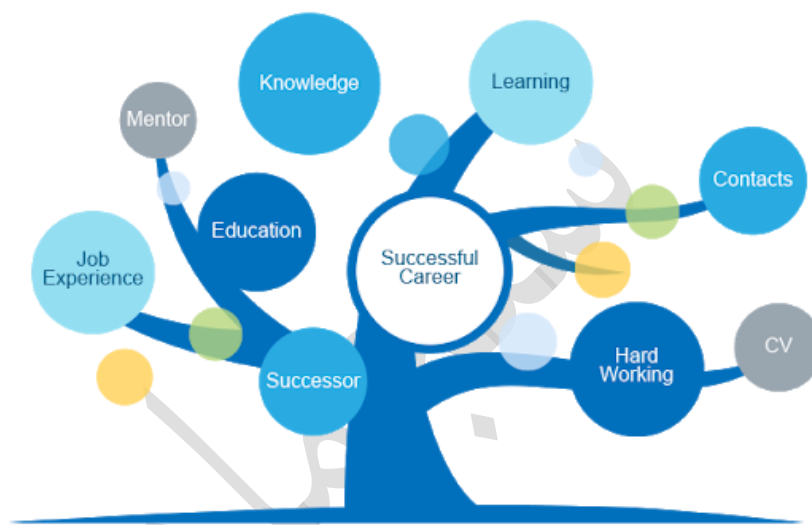 Knowledge
Learning
Mentor
Contacts
Education
Successful
Career
Job
Experience
Hard
Working
CV
Successor